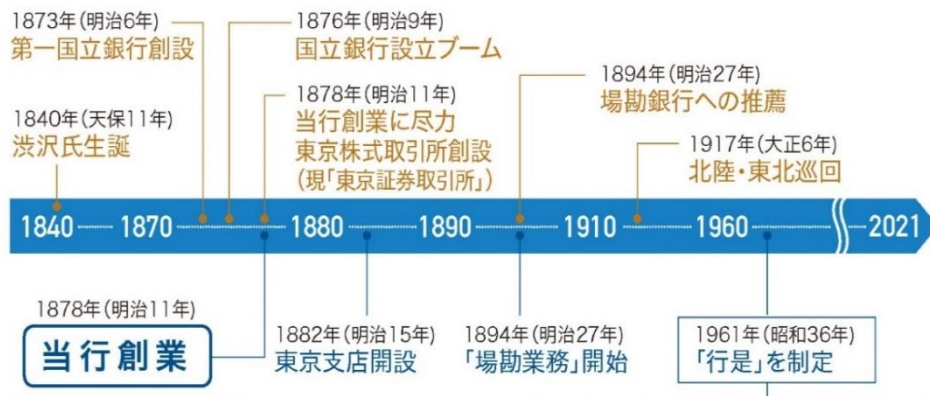 1873年(明治6年)
第一国立銀行創設
1876年(明治9年)
国立銀行設立ブーム
1840年(天保11年)
渋沢氏生誕
1878年(明治11年)
当行創業に尽力
東京株式取引所創設
(現「東京証券取引所」)
1894年(明治27年)
場勘銀行への推薦
1917年(大正6年)
北陸・東北巡回
1840 1870 1880 1890 1910 1960 2021
1878年(明治11年)
当行創業
1882年(明治15年)
東京支店開設
1894年(明治27年)
「場勘業務」開始
1961年(昭和36年)
「行是」を制定